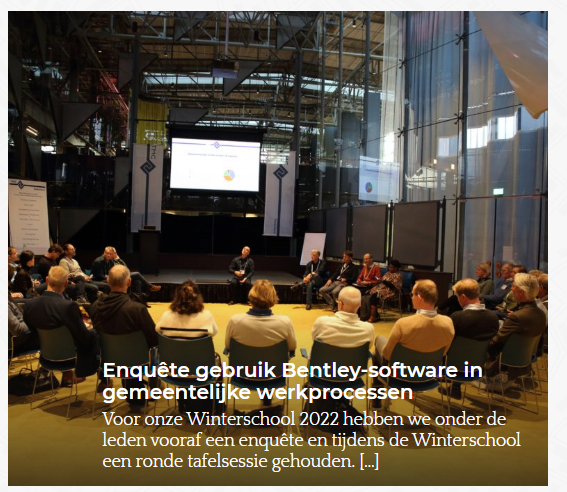 Enquête gebruik Bentley-software in
gemeentelijke werkprocessen
Voor onze Winterschool 2022 hebben we onder de
leden vooraf een enquête en tijdens de Winterschool
een ronde tafelsessie gehouden. [...]